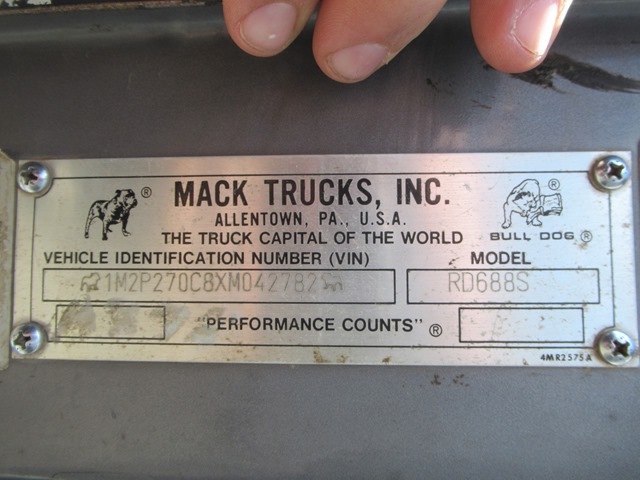 MACK TRUCKS, INC.
ALLENTOWN, PA., U.S.A.
THE TRUCK CAPITAL OF THE WORLD
BULL DOG ®
VEHICLE IDENTIFICATION NUMBER (VIN)
MODEL
1M2P270C8XM042782
RD688S
"PERFORMANCE COUNTS" ®
4MR2575A